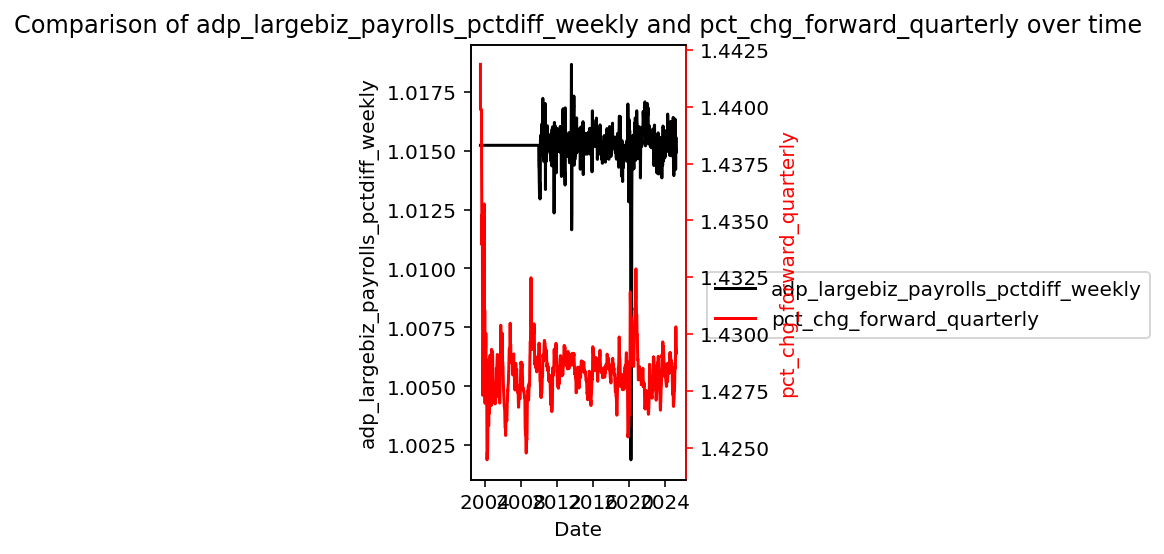 Comparison of adp_largebiz_payrolls_pctdiff_weekly and pct_chg_forward_quarterly over time
adp_largebiz_payrolls_pctdiff_weekly
1.0175
1.0150
1.0125
1.0100
1.0075
1.0050
1.0025
1.4425
1.4400
1.4375
1.4350
1.4325
1.4300
1.4275
1.4250
pct_chg_forward_quarterly
adp_largebiz_payrolls_pctdiff_weekly
pct_chg_forward_quarterly
2004 2008 2012 2016 2020 2024
Date